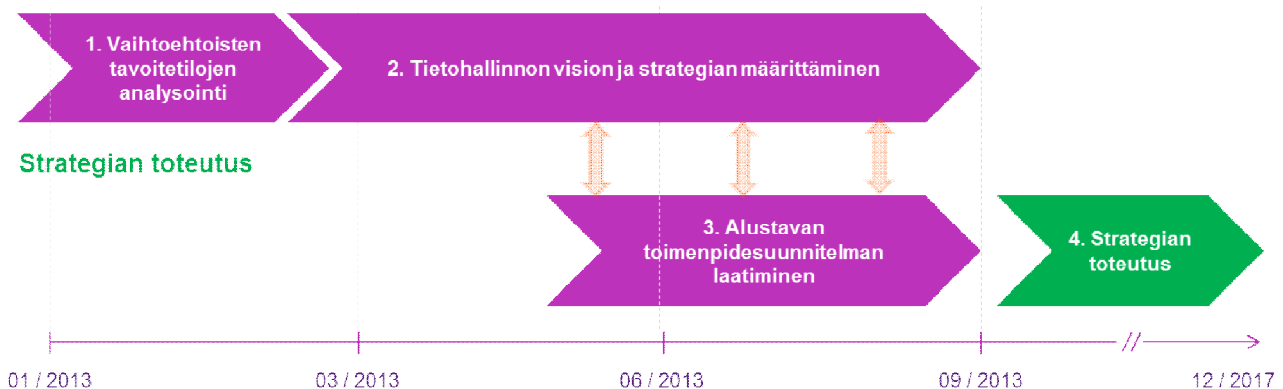 1. Vaihtoehtoisten
tavoitetilojen
analysointi
2. Tietohallinnon vision ja strategian määrittäminen
Strategian toteutus
3. Alustavan
toimenpidesuunnitelman
laatiminen
4. Strategian
toteutus
01 / 2013
03 / 2013
06 / 2013
09 / 2013
12 / 2017